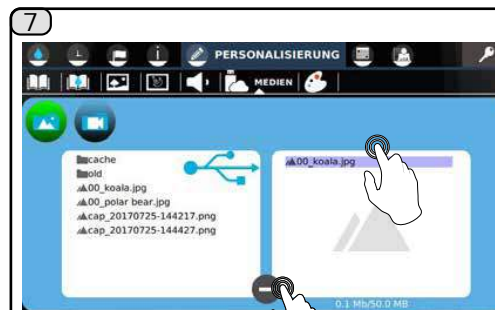 7
PERSONALISIERUNG
MEDIEN
cache
old
00_koala.jpg
00_polar bear.jpg
cap_20170725-144217.png
cap_20170725-144427.png
00_koala.jpg
0.1 Mb/50.0 MB